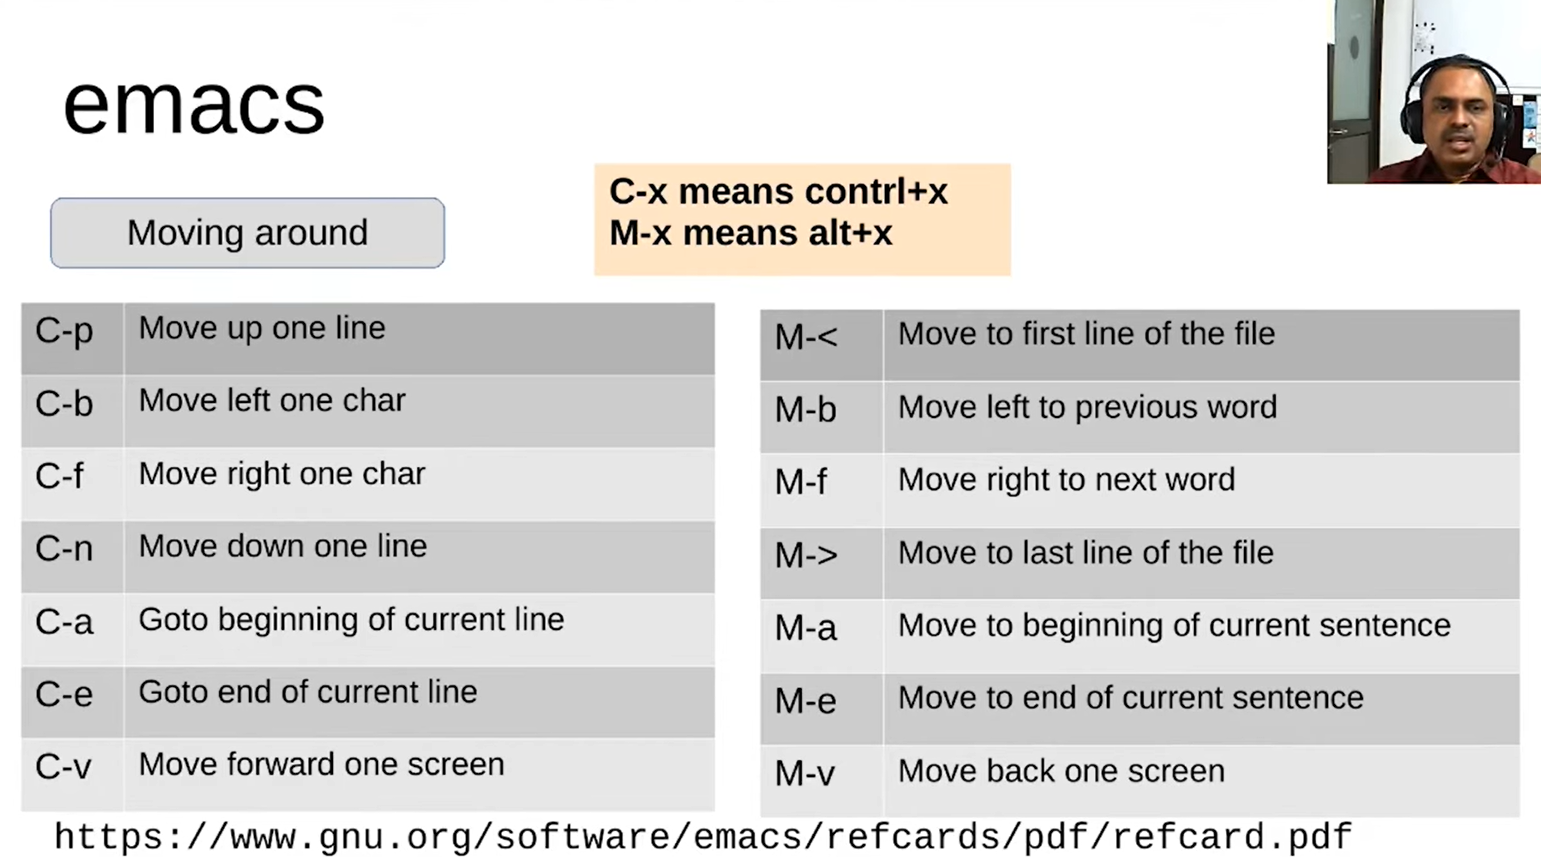 emacs
Moving around
C-x means contrl+x
M-x means alt+x
C-p Move up one line
C-b Move left one char
C-f Move right one char
C-n Move down one line
C-a Goto beginning of current line
C-e Goto end of current line
C-v Move forward one screen
M-< Move to first line of the file
M-b Move left to previous word
M-f Move right to next word
M-> Move to last line of the file
M-a Move to beginning of current sentence
M-e Move to end of current sentence
M-v Move back one screen
https://www.gnu.org/software/emacs/refcards/pdf/refcard.pdf